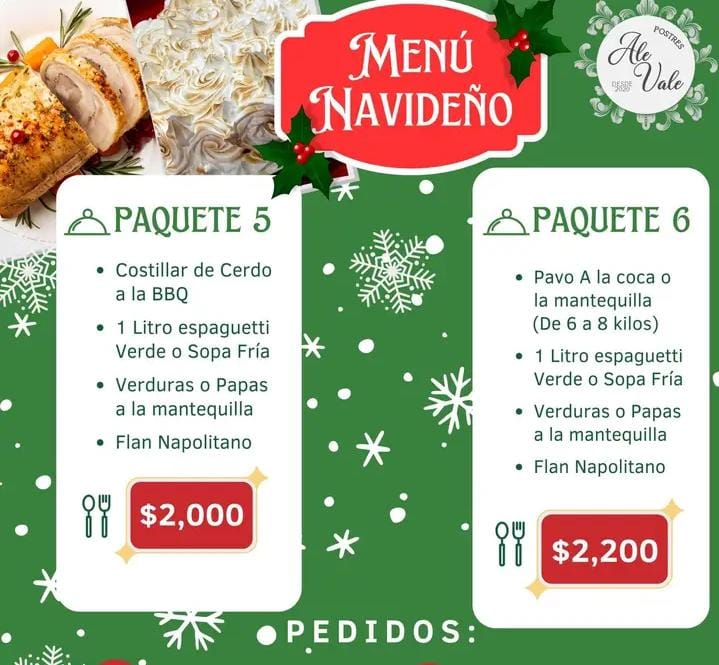 MENÚ
NAVIDEÑO
POSTRES
Ale
Vale
DESDE
2020
PAQUETE 5
• Costillar de Cerdo
a la BBQ
• 1 Litro espaguetti
Verde o Sopa Fría
• Verduras o Papas
a la mantequilla
• Flan Napolitano
$2,000
PAQUETE 6
• Pavo A la coca o
la mantequilla
(De 6 a 8 kilos)
• 1 Litro espaguetti
Verde o Sopa Fría
• Verduras o Papas
a la mantequilla
• Flan Napolitano
$2,200
PEDIDOS: